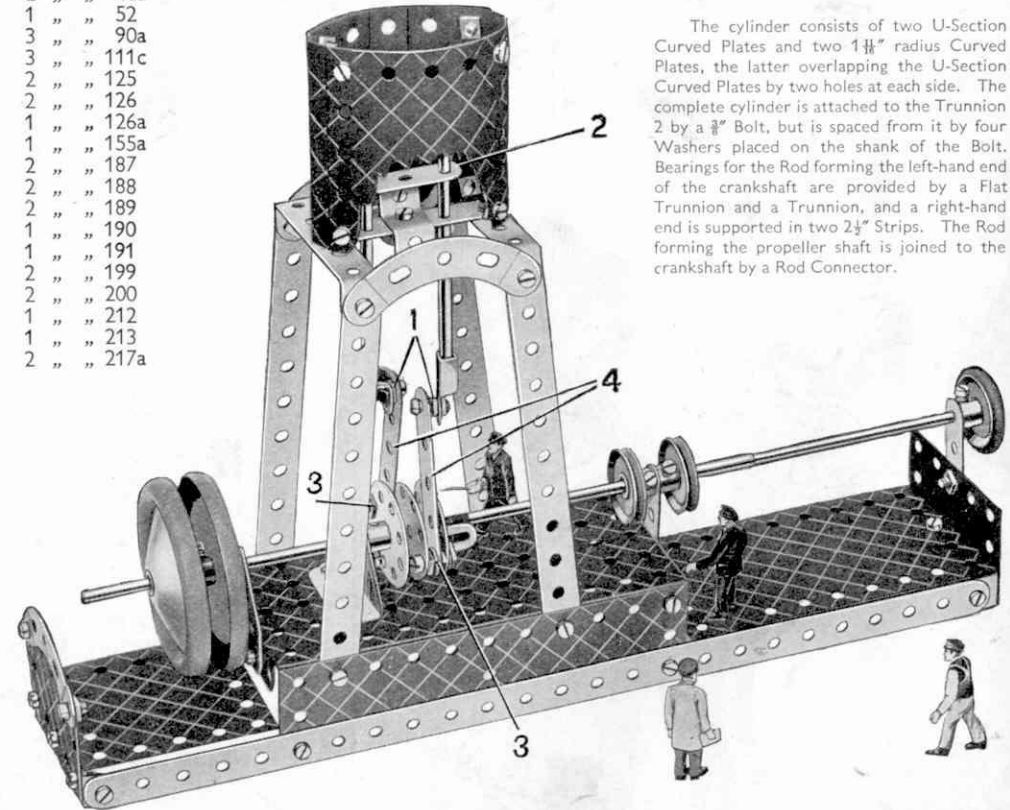 1 „ „ 52
3 „ „ 90a
3 „ „ 111c
2 „ „ 125
2 „ „ 126
1 „ „ 126a
1 „ „ 155a
2 „ „ 187
2 „ „ 188
2 „ „ 189
1 „ „ 190
1 „ „ 191
2 „ „ 199
2 „ „ 200
1 „ „ 212
1 „ „ 213
2 „ „ 217a
The cylinder consists of two U-Section
Curved Plates and two 1 11/16″ radius Curved
Plates, the latter overlapping the U-Section
Curved Plates by two holes at each side. The
complete cylinder is attached to the Trunnion
2 by a ⅜″ Bolt, but is spaced from it by four
Washers placed on the shank of the Bolt.
Bearings for the Rod forming the left-hand end
of the crankshaft are provided by a Flat
Trunnion and a Trunnion, and a right-hand
end is supported in two 2½″ Strips. The Rod
forming the propeller shaft is joined to the
crankshaft by a Rod Connector.
2
1
4
3
3